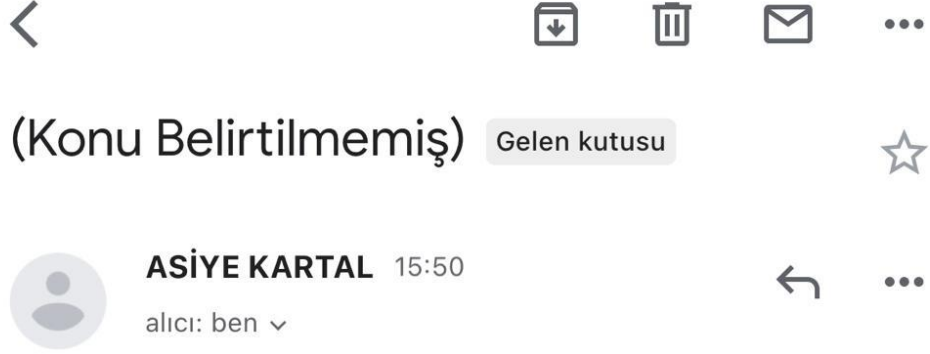 (Konu Belirtilmemiş) Gelen kutusu
ASİYE KARTAL 15:50
alıcı: ben